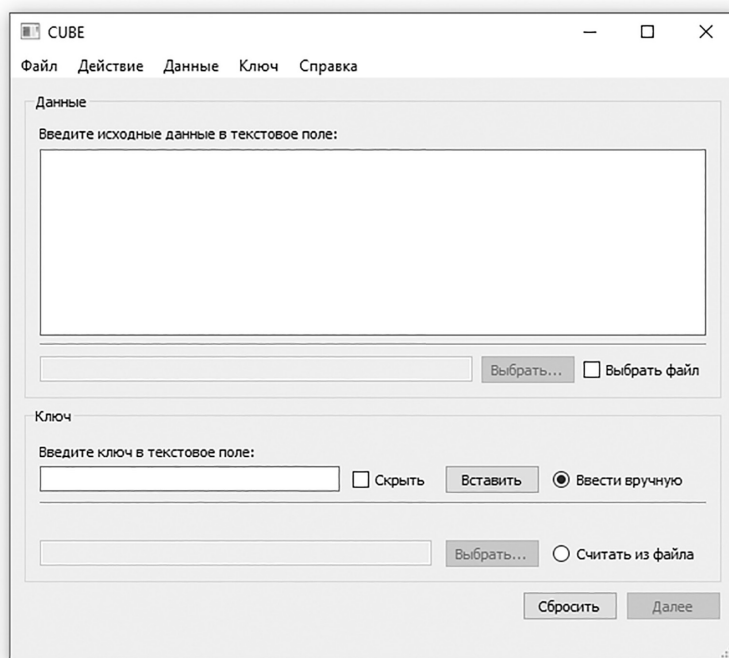 CUBE
Файл Действие Данные Ключ Справка
Данные
Введите исходные данные в текстовое поле:
Выбрать... Выбрать файл
Ключ
Введите ключ в текстовое поле:
Скрыть Вставить Ввести вручную
Выбрать... Считать из файла
Сбросить Далее